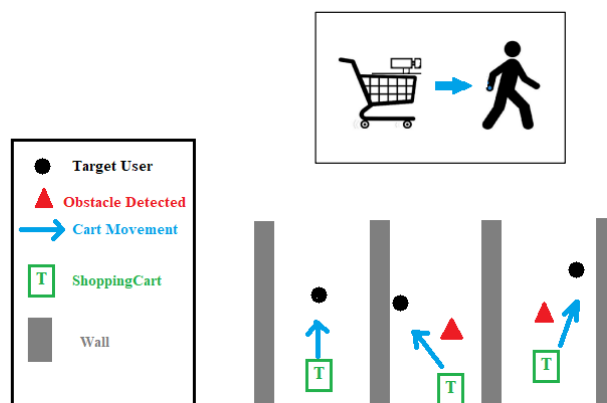 Target User
Obstacle Detected
Cart Movement
T ShoppingCart
Wall
T
T
T